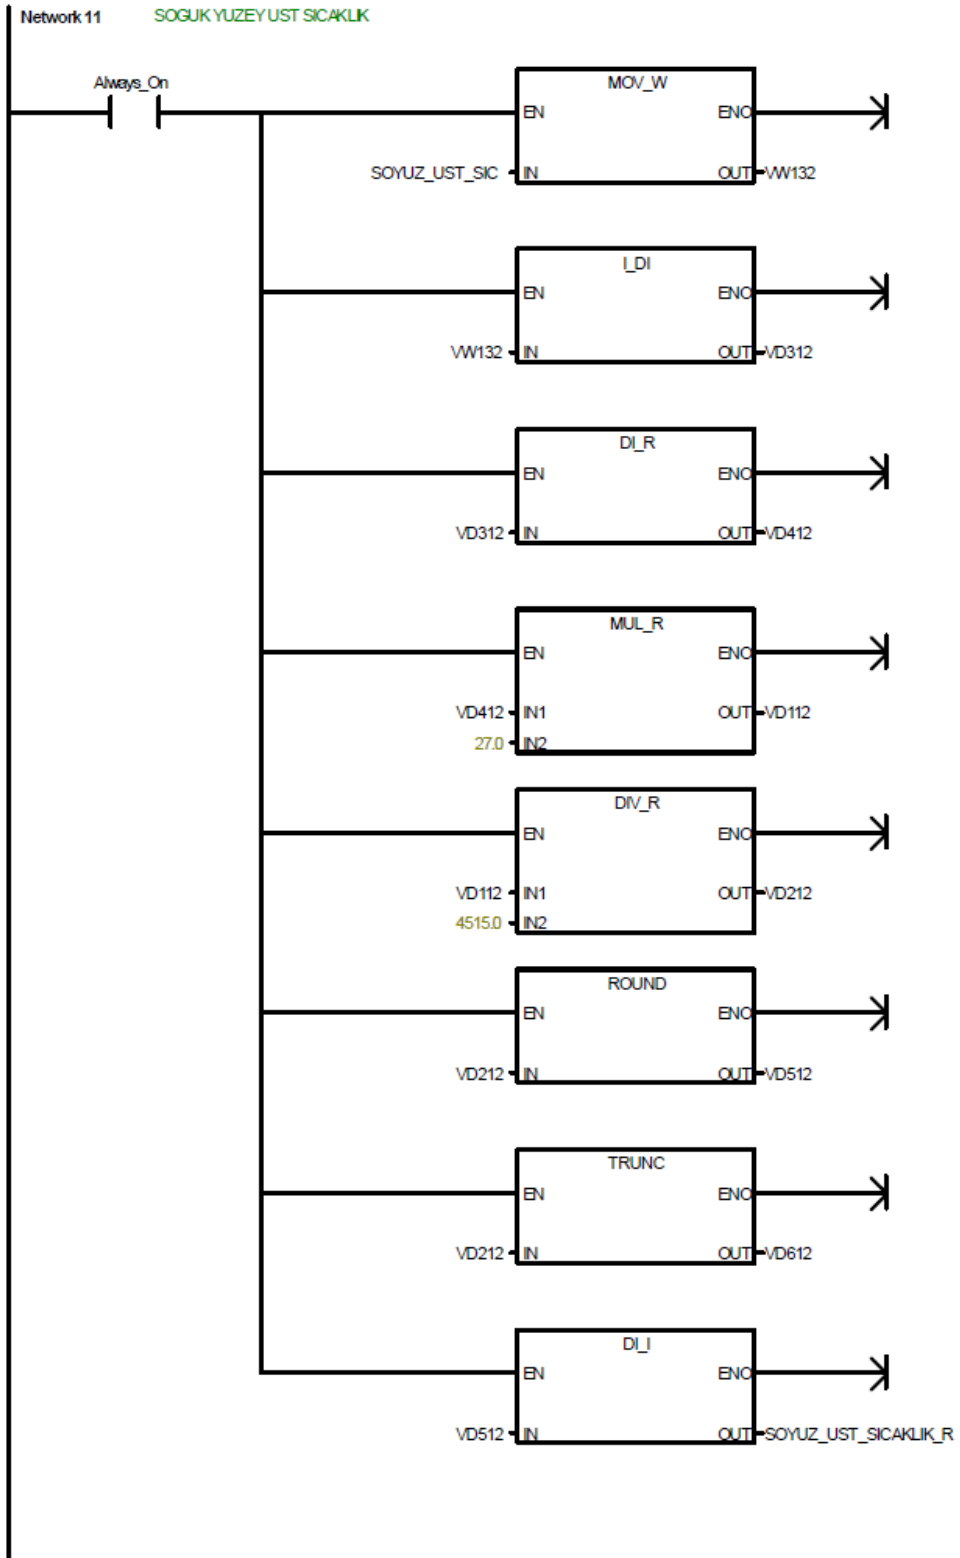 Network 11 SOGUK YUZEY UST SICAKLIK
Always_On
MOV_W
EN ENO
SOYUZ_UST_SIC IN OUT VW132
I_DI
EN ENO
VW132 IN OUT VD312
DI_R
EN ENO
VD312 IN OUT VD412
MUL_R
EN ENO
VD412 IN1 OUT VD112
27.0 IN2
DIV_R
EN ENO
VD112 IN1 OUT VD212
4515.0 IN2
ROUND
EN ENO
VD212 IN OUT VD512
TRUNC
EN ENO
VD212 IN OUT VD612
DI_I
EN ENO
VD512 IN OUT SOYUZ_UST_SICAKLIK_R